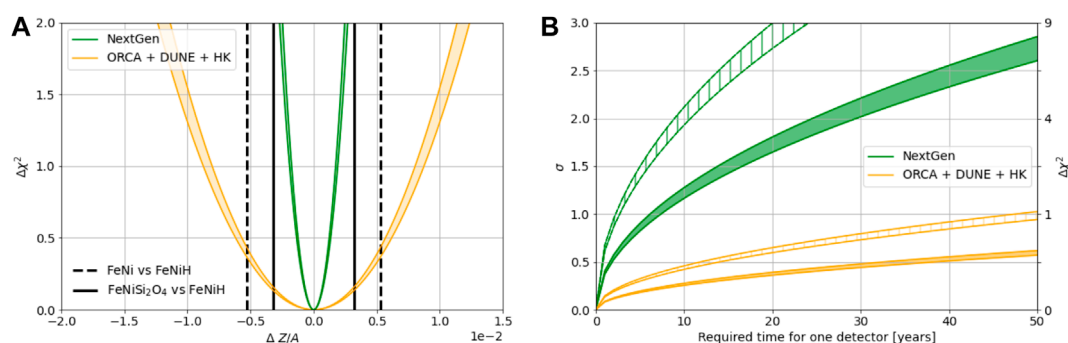 A
2.0
1.5
1.0
0.5
0.0
Δχ²
NextGen
ORCA + DUNE + HK
FeNi vs FeNiH
FeNiSi₂O₄ vs FeNiH
-2.0 -1.5 -1.0 -0.5 0.0 0.5 1.0 1.5
1e-2
Δ Z/A
B
3.0
2.5
2.0
1.5
1.0
0.5
0.0
σ
NextGen
ORCA + DUNE + HK
9
4
1
0
Δχ²
0 10 20 30 40 50
Required time for one detector [years]